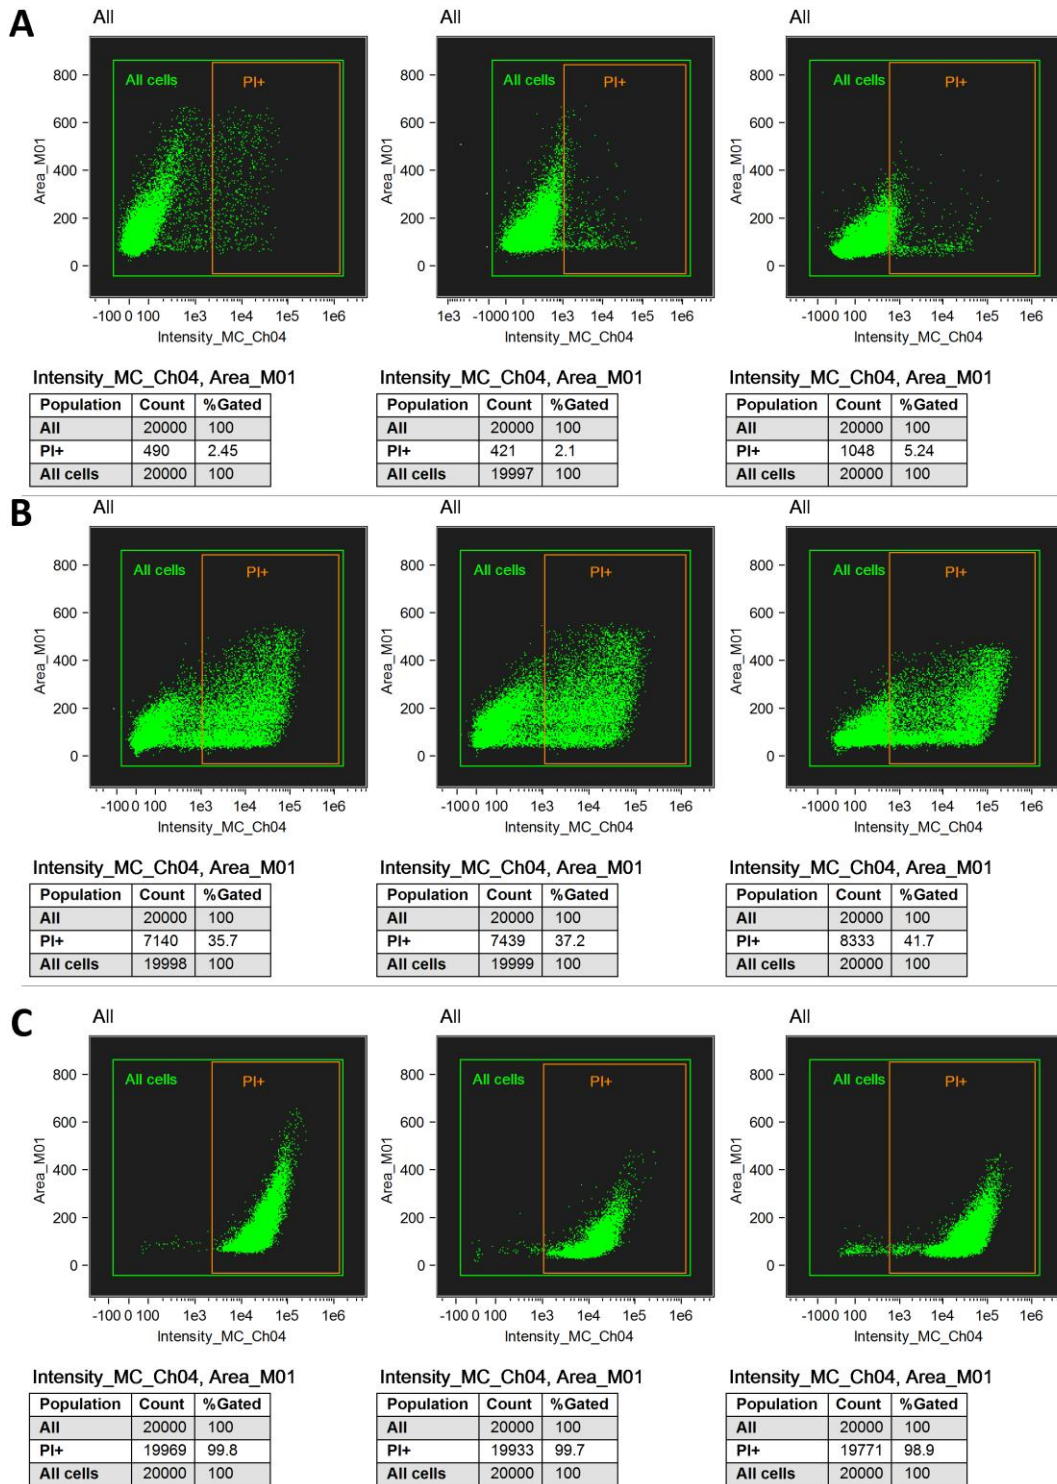 A
All All All
All cells PI+ All cells PI+ All cells PI+
800 800 800
600 600 600
400 400 400
200 200 200
0 0 0
Area_M01 Area_M01 Area_M01
-100 0 100 1e3 1e4 1e5 1e6 1e3 -1000 100 1e3 1e4 1e5 1e6 -1000 100 1e3 1e4 1e5 1e6
Intensity_MC_Ch04 Intensity_MC_Ch04 Intensity_MC_Ch04
Intensity_MC_Ch04, Area_M01 Intensity_MC_Ch04, Area_M01 Intensity_MC_Ch04, Area_M01
Population Count %Gated Population Count %Gated Population Count %Gated
All 20000 100 All 20000 100 All 20000 100
PI+ 490 2.45 PI+ 421 2.1 PI+ 1048 5.24
All cells 20000 100 All cells 19997 100 All cells 20000 100
B
All All All
All cells PI+ All cells PI+ All cells PI+
800 800 800
600 600 600
400 400 400
200 200 200
0 0 0
Area_M01 Area_M01 Area_M01
-100 0 100 1e3 1e4 1e5 1e6 -100 0 100 1e3 1e4 1e5 1e6 -1000 100 1e3 1e4 1e5 1e6
Intensity_MC_Ch04 Intensity_MC_Ch04 Intensity_MC_Ch04
Intensity_MC_Ch04, Area_M01 Intensity_MC_Ch04, Area_M01 Intensity_MC_Ch04, Area_M01
Population Count %Gated Population Count %Gated Population Count %Gated
All 20000 100 All 20000 100 All 20000 100
PI+ 7140 35.7 PI+ 7439 37.2 PI+ 8333 41.7
All cells 19998 100 All cells 19999 100 All cells 20000 100
C
All All All
All cells PI+ All cells PI+ All cells PI+
800 800 800
600 600 600
400 400 400
200 200 200
0 0 0
Area_M01 Area_M01 Area_M01
-100 0 100 1e3 1e4 1e5 1e6 -100 0 100 1e3 1e4 1e5 1e6 -1000 100 1e3 1e4 1e5 1e6
Intensity_MC_Ch04 Intensity_MC_Ch04 Intensity_MC_Ch04
Intensity_MC_Ch04, Area_M01 Intensity_MC_Ch04, Area_M01 Intensity_MC_Ch04, Area_M01
Population Count %Gated Population Count %Gated Population Count %Gated
All 20000 100 All 20000 100 All 20000 100
PI+ 19969 99.8 PI+ 19933 99.7 PI+ 19771 98.9
All cells 20000 100 All cells 20000 100 All cells 20000 100